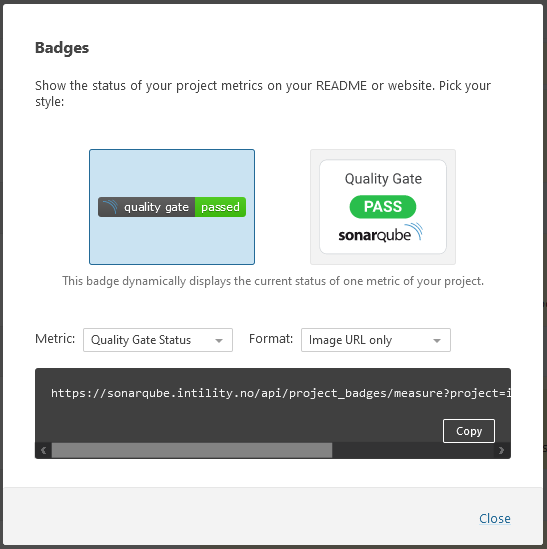 Badges
Show the status of your project metrics on your README or website. Pick your
style:
quality gate passed
Quality Gate
PASS
sonarqube
This badge dynamically displays the current status of one metric of your project.
Metric: Quality Gate Status Format: Image URL only
https://sonarqube.intility.no/api/project_badges/measure?project=i
Copy
Close